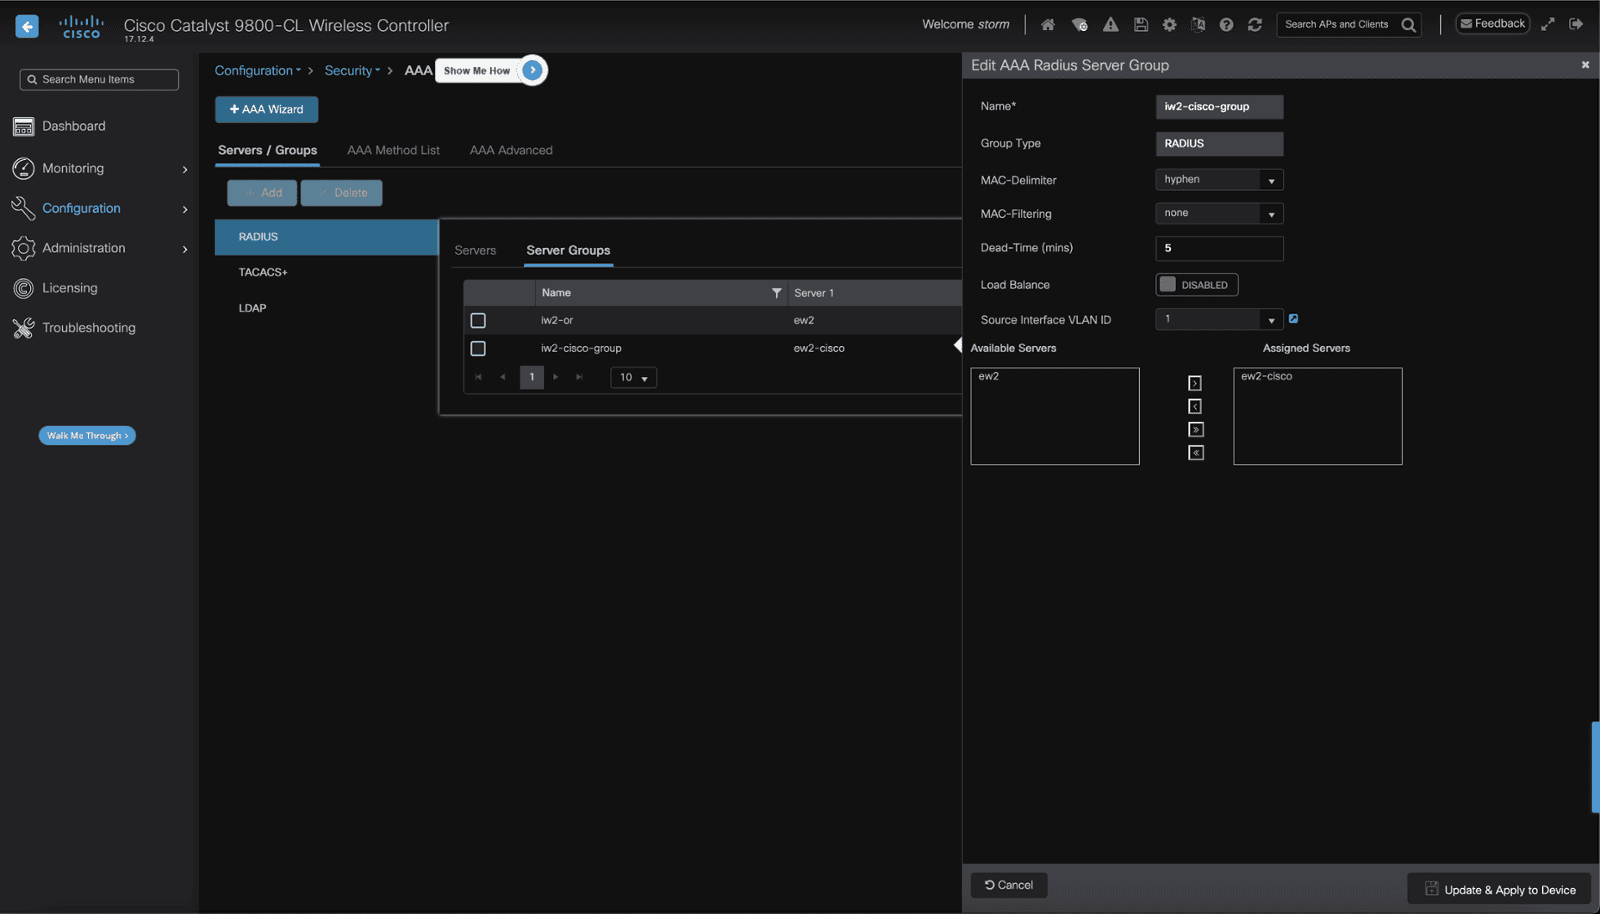 Cisco Catalyst 9800-CL Wireless Controller
17.12.4
cisco
Welcome storm
Search APs and Clients
Feedback
Search Menu Items
Dashboard
Monitoring
Configuration
Administration
Licensing
Troubleshooting
Walk Me Through >
Configuration > Security > AAA
Show Me How
+ AAA Wizard
Servers / Groups AAA Method List AAA Advanced
+ Add × Delete
RADIUS
TACACS+
LDAP
Servers Server Groups
Name Server 1
iw2-or ew2
iw2-cisco-group ew2-cisco
1 10
Edit AAA Radius Server Group
Name* iw2-cisco-group
Group Type RADIUS
MAC-Delimiter hyphen
MAC-Filtering none
Dead-Time (mins) 5
Load Balance DISABLED
Source Interface VLAN ID 1
Available Servers Assigned Servers
ew2 ew2-cisco
>
<
»
«
Cancel Update & Apply to Device